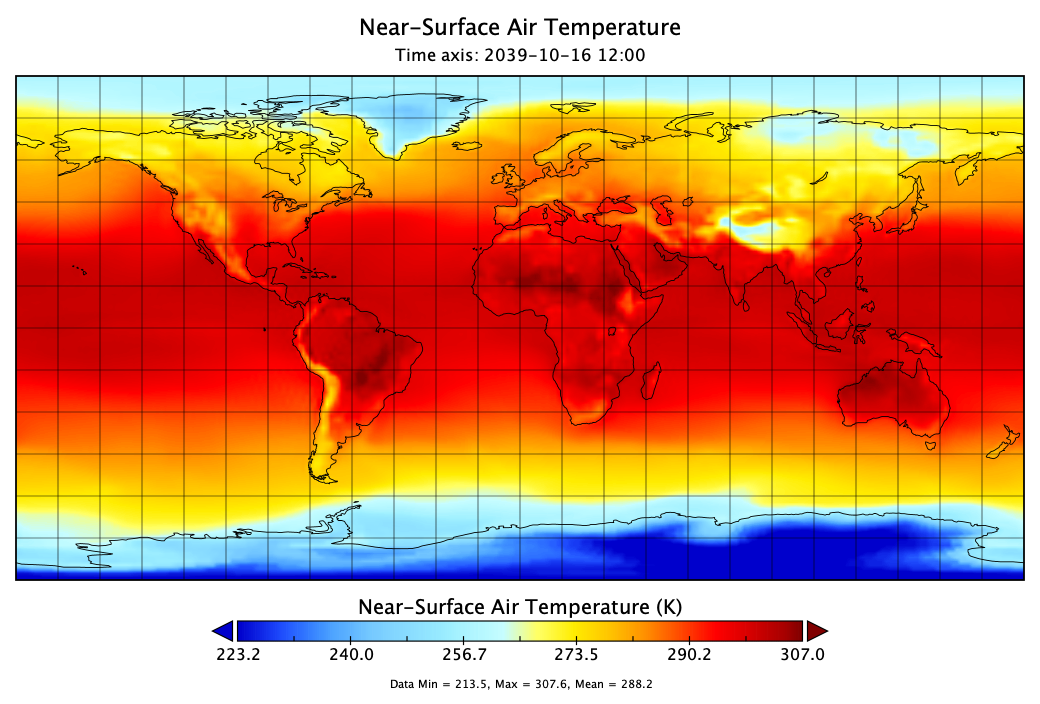 Near-Surface Air Temperature
Time axis: 2039-10-16 12:00
Near-Surface Air Temperature (K)
223.2 240.0 256.7 273.5 290.2 307.0
Data Min = 213.5, Max = 307.6, Mean = 288.2